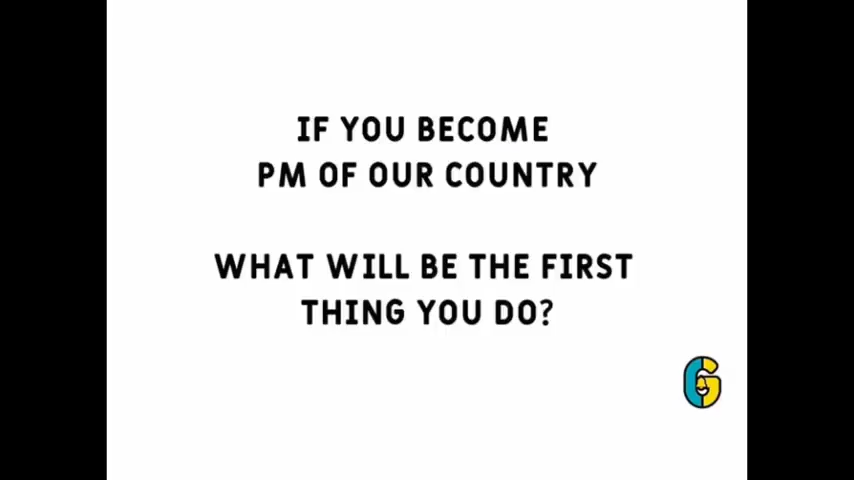 IF YOU BECOME
PM OF OUR COUNTRY
WHAT WILL BE THE FIRST
THING YOU DO?
G